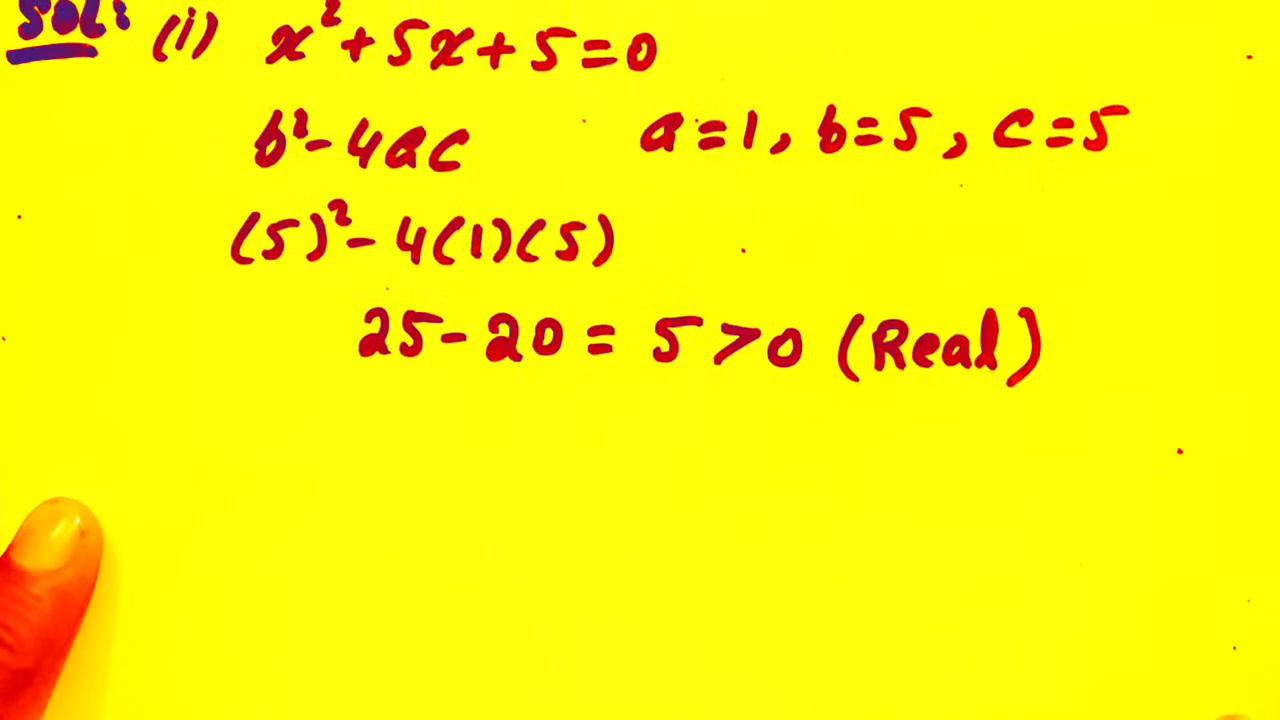 Sol: (i) x²+5x+5=0
b²-4ac a=1, b=5, c=5
(5)²-4(1)(5)
25-20 = 5>0 (Real)